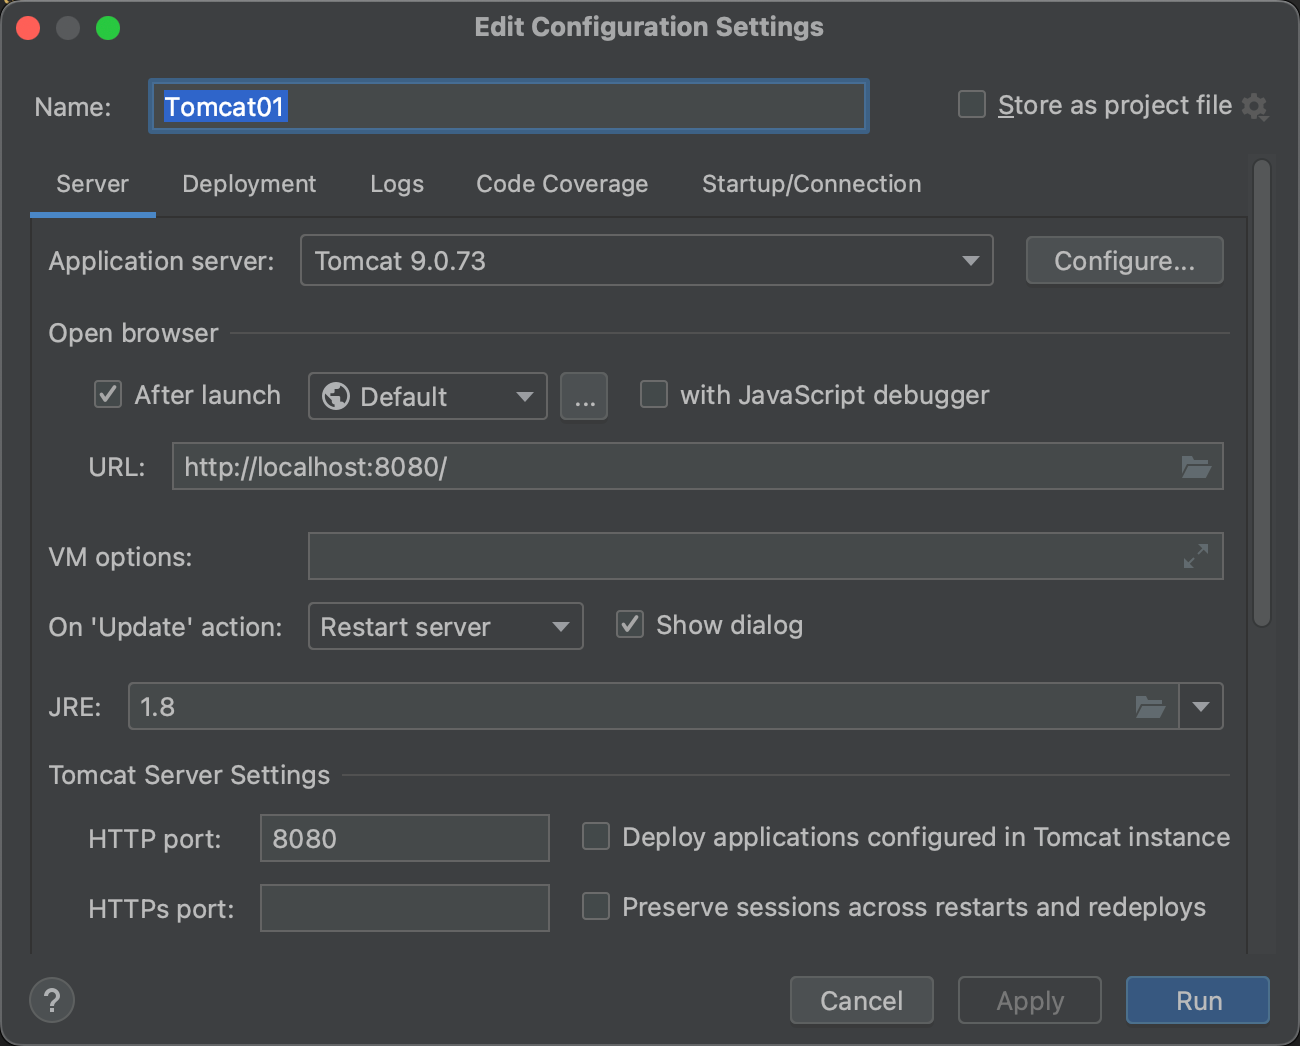 Edit Configuration Settings
Name: Tomcat01 Store as project file
Server Deployment Logs Code Coverage Startup/Connection
Application server: Tomcat 9.0.73 Configure...
Open browser
After launch Default ... with JavaScript debugger
URL: http://localhost:8080/
VM options:
On 'Update' action: Restart server Show dialog
JRE: 1.8
Tomcat Server Settings
HTTP port: 8080 Deploy applications configured in Tomcat instance
HTTPs port: Preserve sessions across restarts and redeploys
? Cancel Apply Run